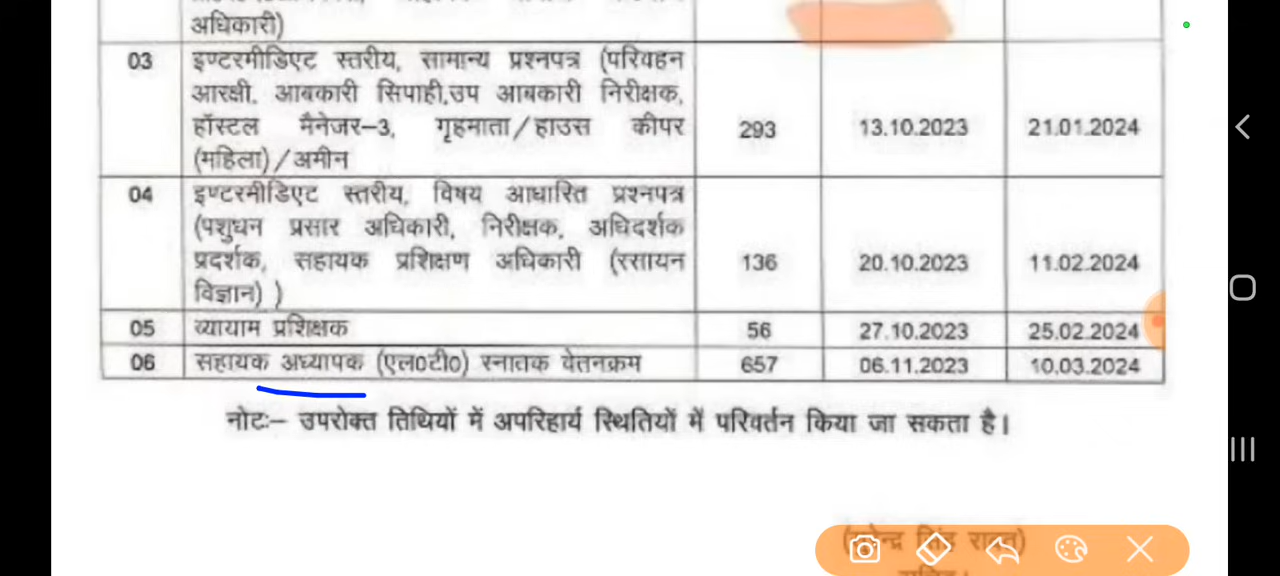 अधिकारी)
03 इण्टरमीडिएट स्तरीय, सामान्य प्रश्नपत्र (परिवहन
आरक्षी, आबकारी सिपाही,उप आबकारी निरीक्षक,
हॉस्टल मैनेजर–3, गृहमाता/हाउस कीपर 293 13.10.2023 21.01.2024
(महिला)/अमीन
04 इण्टरमीडिएट स्तरीय, विषय आधारित प्रश्नपत्र
(पशुधन प्रसार अधिकारी, निरीक्षक, अधिदर्शक
प्रदर्शक, सहायक प्रशिक्षण अधिकारी (रसायन 136 20.10.2023 11.02.2024
विज्ञान) )
05 व्यायाम प्रशिक्षक 56 27.10.2023 25.02.2024
06 सहायक अध्यापक (एल0टी0) स्नातक वेतनक्रम 657 06.11.2023 10.03.2024
नोटः– उपरोक्त तिथियों में अपरिहार्य स्थितियों में परिवर्तन किया जा सकता है।
सिंह रावत)